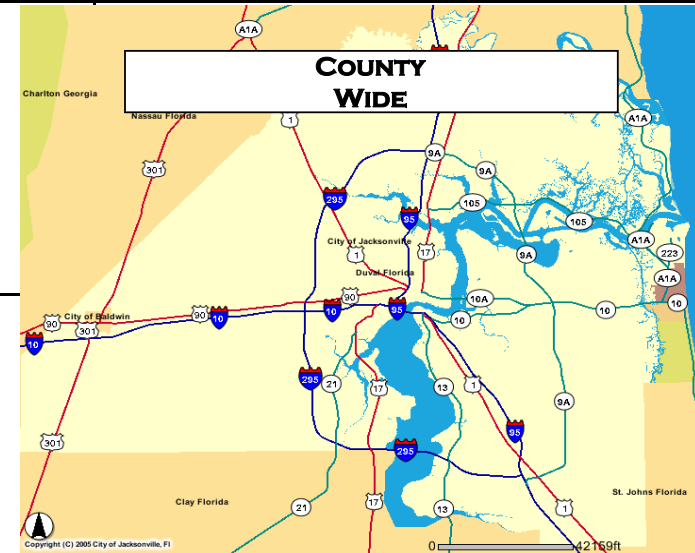 A1A
COUNTY
WIDE
Charlton Georgia
Nassau Florida
1
A1A
301
9A
9A
295
105
95
105
City of Jacksonville
A1A
1
17
9A
223
Duval Florida
A1A
90
10A
10
90
City of Baldwin
90
10
10
95
10
10
301
10
295
21
17
13
1
9A
95
301
295
Clay Florida
St. Johns Florida
21
17
13
1
Copyright (C) 2005 City of Jacksonville, Fl
0
42159ft